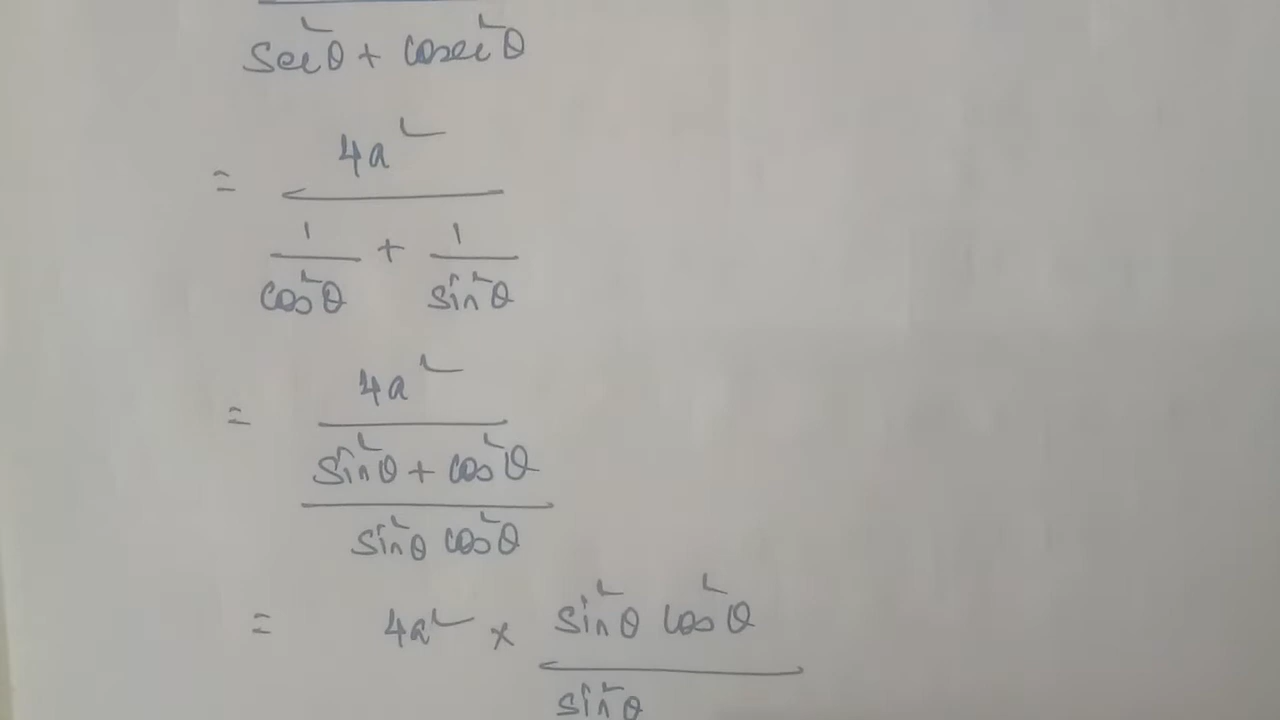 sec²θ + cosec²θ
4a²
=
1/cos²θ + 1/sin²θ
4a²
=
sin²θ + cos²θ
sin²θ cos²θ
= 4a² × sin²θ cos²θ
sin²θ